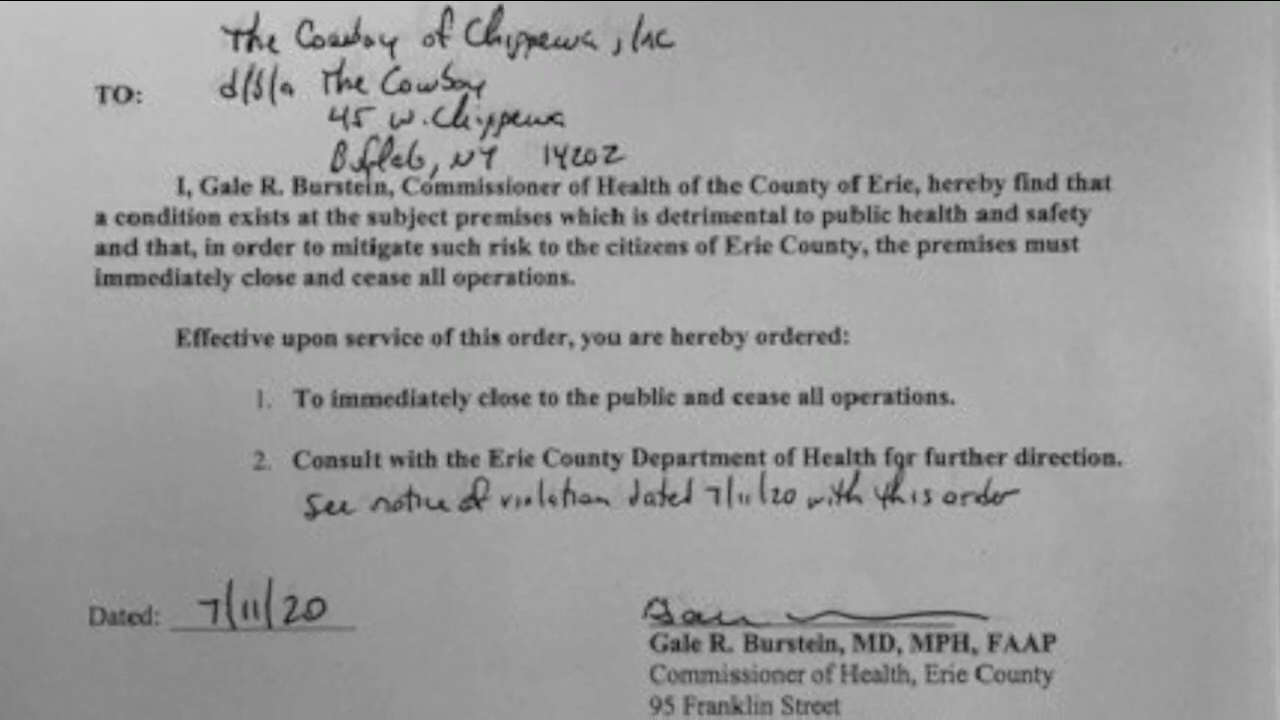 The Cowboy of Chippewa, Inc
TO: d/b/a The Cowboy
45 W. Chippewa
Buffalo, NY 14202
I, Gale R. Burstein, Commissioner of Health of the County of Erie, hereby find that
a condition exists at the subject premises which is detrimental to public health and safety
and that, in order to mitigate such risk to the citizens of Erie County, the premises must
immediately close and cease all operations.
Effective upon service of this order, you are hereby ordered:
1. To immediately close to the public and cease all operations.
2. Consult with the Erie County Department of Health for further direction.
See notice of violation dated 7/11/20 with this order
Dated: 7/11/20
Gale R. Burstein, MD, MPH, FAAP
Commissioner of Health, Erie County
95 Franklin Street